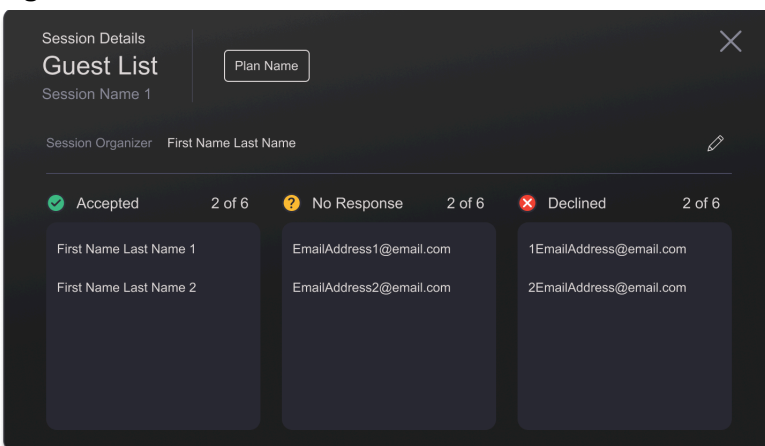 Session Details
Guest List
Session Name 1
Plan Name
Session Organizer First Name Last Name
Accepted 2 of 6
First Name Last Name 1
First Name Last Name 2
? No Response 2 of 6
EmailAddress1@email.com
EmailAddress2@email.com
Declined 2 of 6
1EmailAddress@email.com
2EmailAddress@email.com